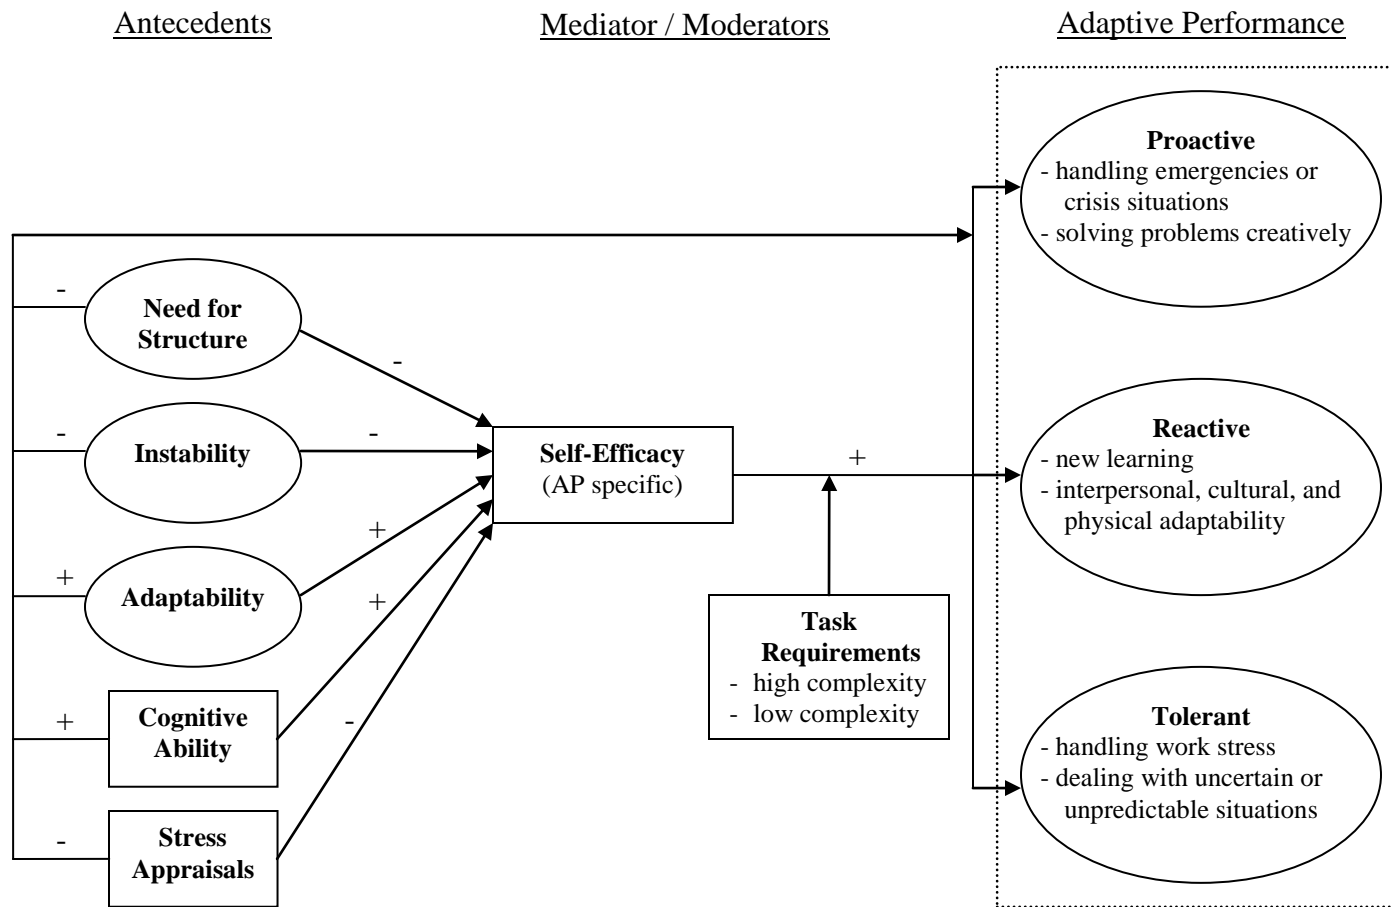 Antecedents
Mediator / Moderators
Adaptive Performance
Proactive
- handling emergencies or
crisis situations
- solving problems creatively
-
Need for
Structure
-
-
Instability
-
Self-Efficacy
(AP specific)
+
Reactive
- new learning
- interpersonal, cultural, and
physical adaptability
+
Adaptability
+
+
Task
Requirements
- high complexity
- low complexity
+
Cognitive
Ability
-
Tolerant
- handling work stress
- dealing with uncertain or
unpredictable situations
-
Stress
Appraisals